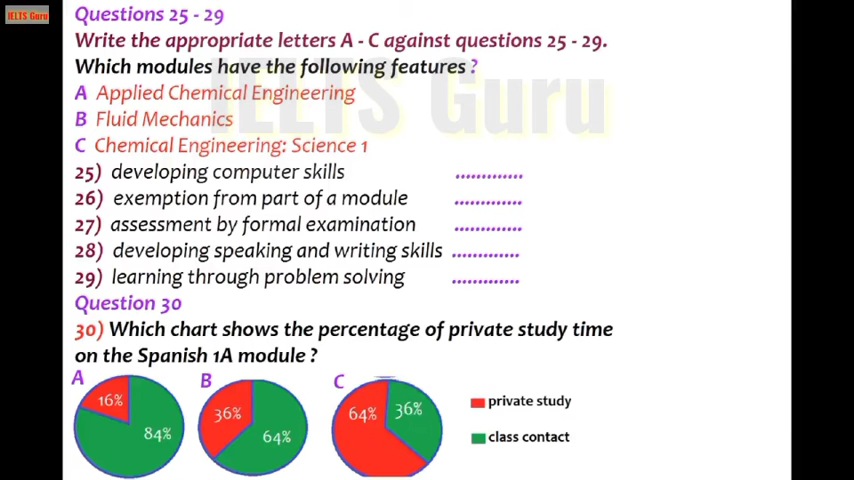 IELTS Guru
Questions 25 - 29
Write the appropriate letters A - C against questions 25 - 29.
Which modules have the following features ?
IELTS Guru
A Applied Chemical Engineering
B Fluid Mechanics
C Chemical Engineering: Science 1
25) developing computer skills .............
26) exemption from part of a module .............
27) assessment by formal examination .............
28) developing speaking and writing skills .............
29) learning through problem solving .............
Question 30
30) Which chart shows the percentage of private study time
on the Spanish 1A module ?
A B C
16% 84%
36% 64%
64% 36%
private study
class contact